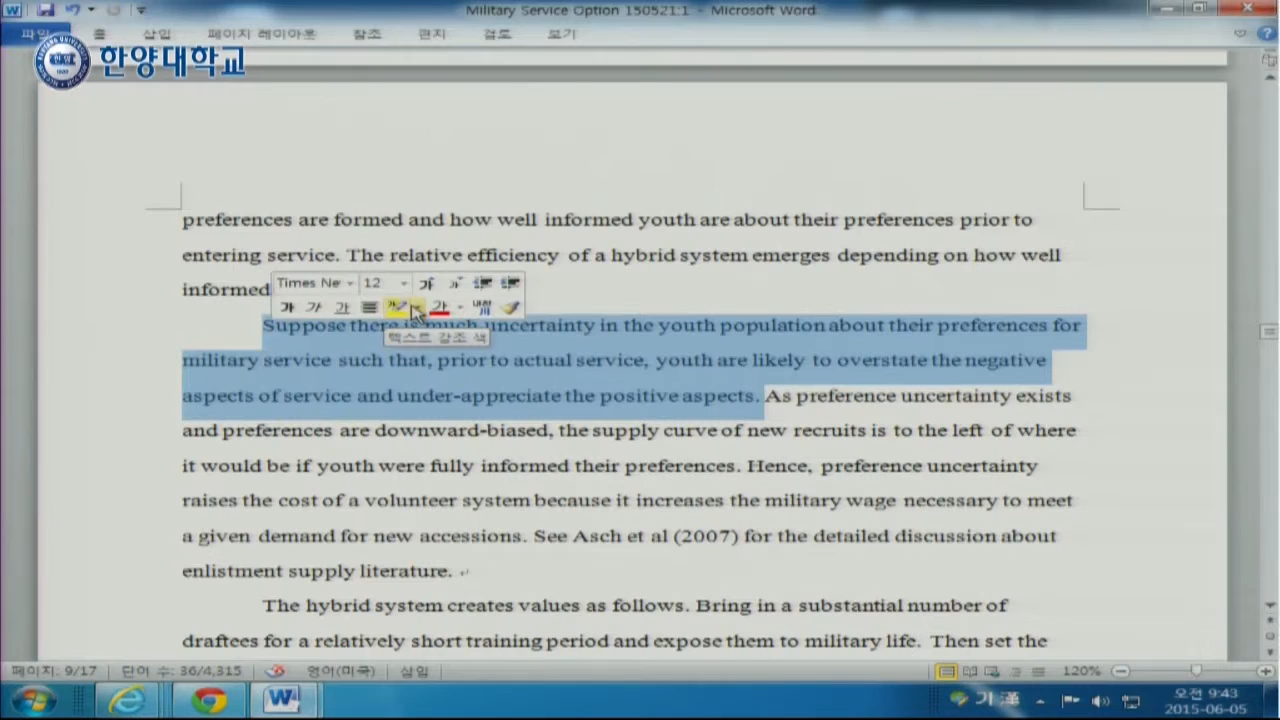 Military Service Option 150521:1 - Microsoft Word
파일 홈 삽입 페이지 레이아웃 참조 편지 검토 보기
한양대학교
preferences are formed and how well informed youth are about their preferences prior to
entering service. The relative efficiency of a hybrid system emerges depending on how well
informed
Times Ne 12
텍스트 강조 색
Suppose there is much uncertainty in the youth population about their preferences for
military service such that, prior to actual service, youth are likely to overstate the negative
aspects of service and under-appreciate the positive aspects. As preference uncertainty exists
and preferences are downward-biased, the supply curve of new recruits is to the left of where
it would be if youth were fully informed their preferences. Hence, preference uncertainty
raises the cost of a volunteer system because it increases the military wage necessary to meet
a given demand for new accessions. See Asch et al (2007) for the detailed discussion about
enlistment supply literature.
The hybrid system creates values as follows. Bring in a substantial number of
draftees for a relatively short training period and expose them to military life. Then set the
페이지: 9/17 단어 수: 36/4,315 영어(미국) 삽입 120%
가 漢 오전 9:43
2015-06-05